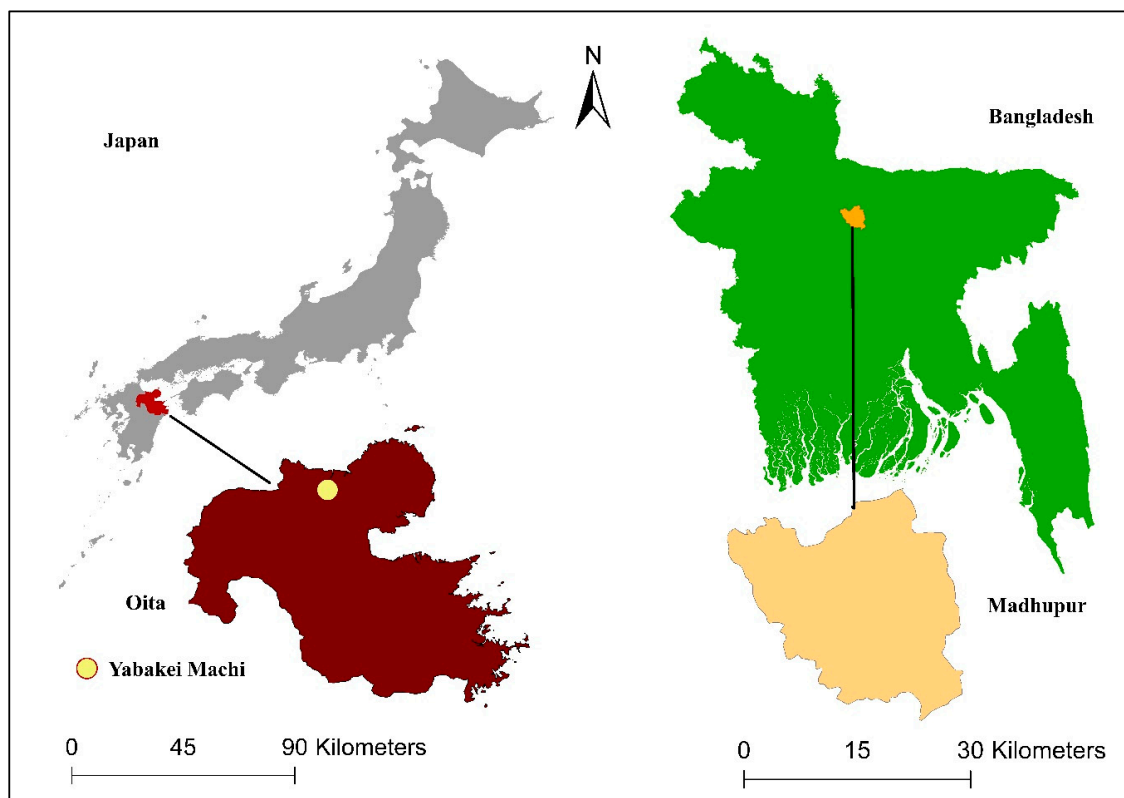 N
Japan
Bangladesh
Oita
Yabakei Machi
Madhupur
0 45 90 Kilometers
0 15 30 Kilometers